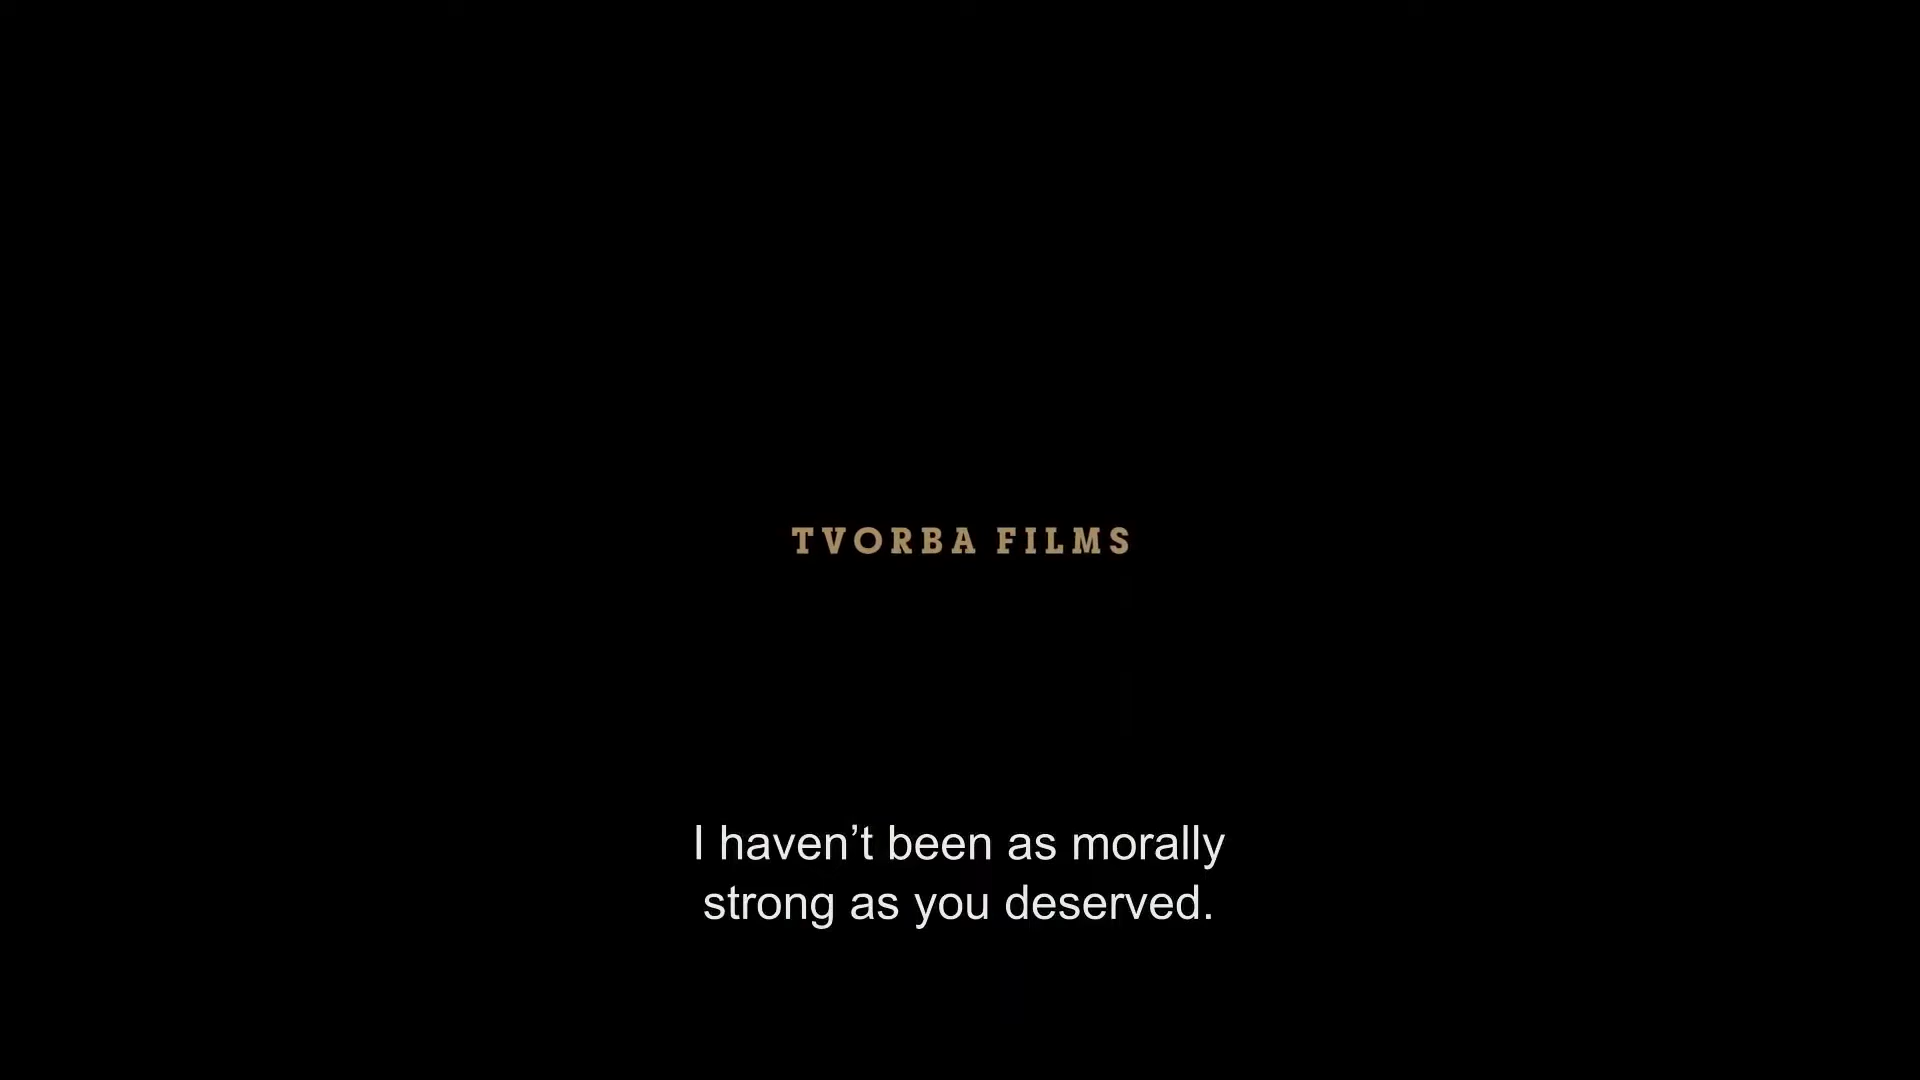 TVORBA FILMS
I haven’t been as morally
strong as you deserved.